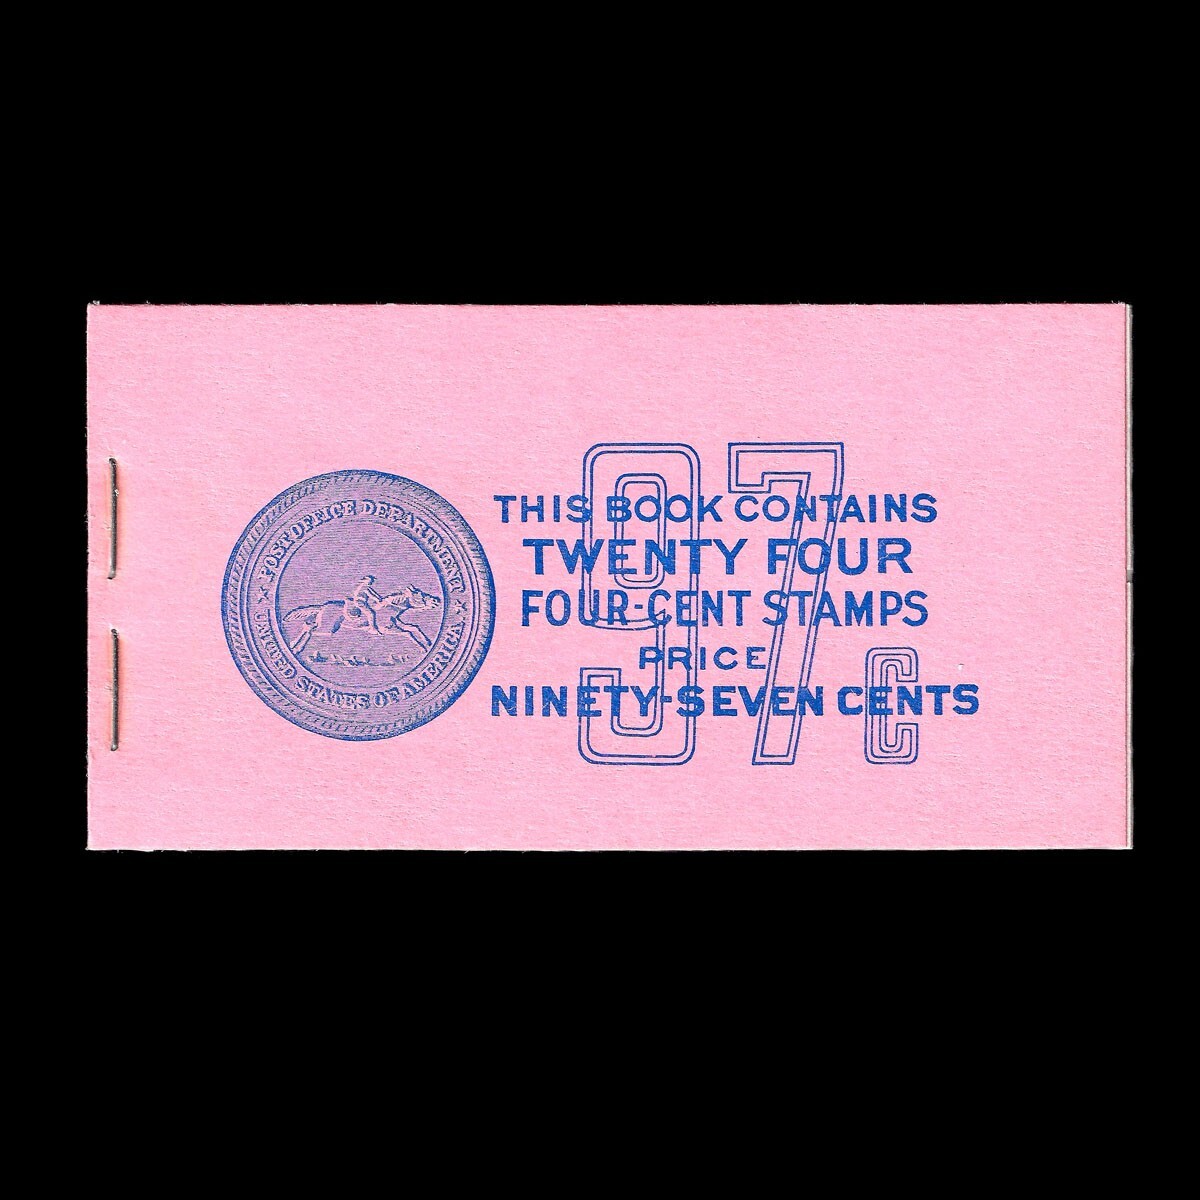 POST OFFICE DEPARTMENT
★ UNITED STATES OF AMERICA ★
97c
THIS BOOK CONTAINS
TWENTY FOUR
FOUR-CENT STAMPS
PRICE
NINETY-SEVEN CENTS